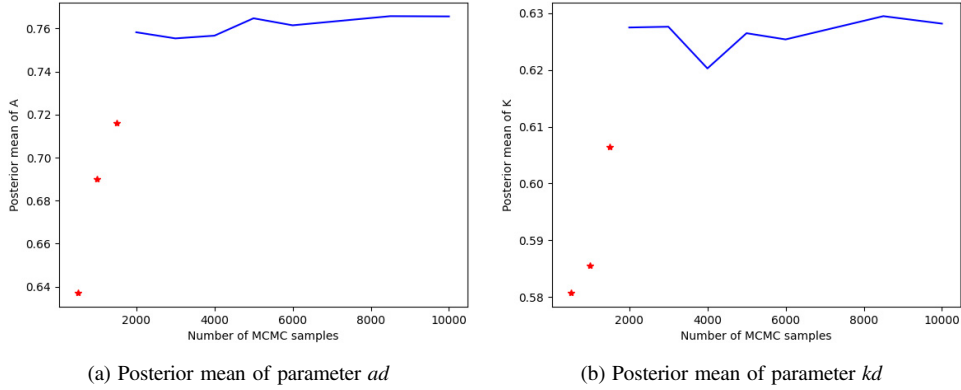 0.76
0.74
0.72
0.70
0.68
0.66
0.64
Posterior mean of A
2000 4000 6000 8000 10000
Number of MCMC samples
(a) Posterior mean of parameter ad
0.63
0.62
0.61
0.60
0.59
0.58
Posterior mean of K
2000 4000 6000 8000 10000
Number of MCMC samples
(b) Posterior mean of parameter kd